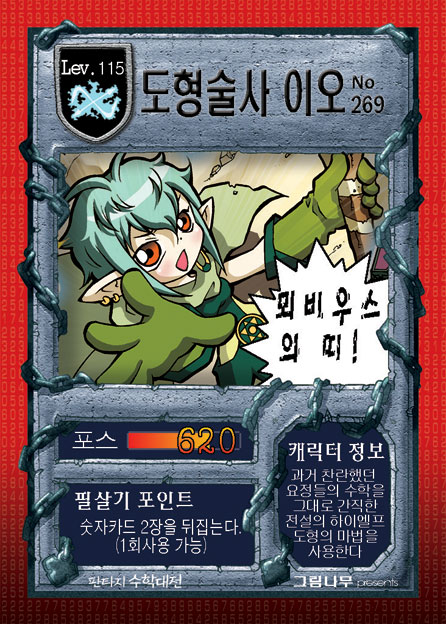 Lev.115
도형술사 이오
No
269
뫼비우스
의 띠!
포스 620
필살기 포인트
숫자카드 2장을 뒤집는다.
(1회사용 가능)
캐릭터 정보
과거 찬란했던
요정들의 수학을
그대로 간직한
전설의 하이엘프
도형의 마법을
사용한다
판타지 수학대전
그림나무 presents